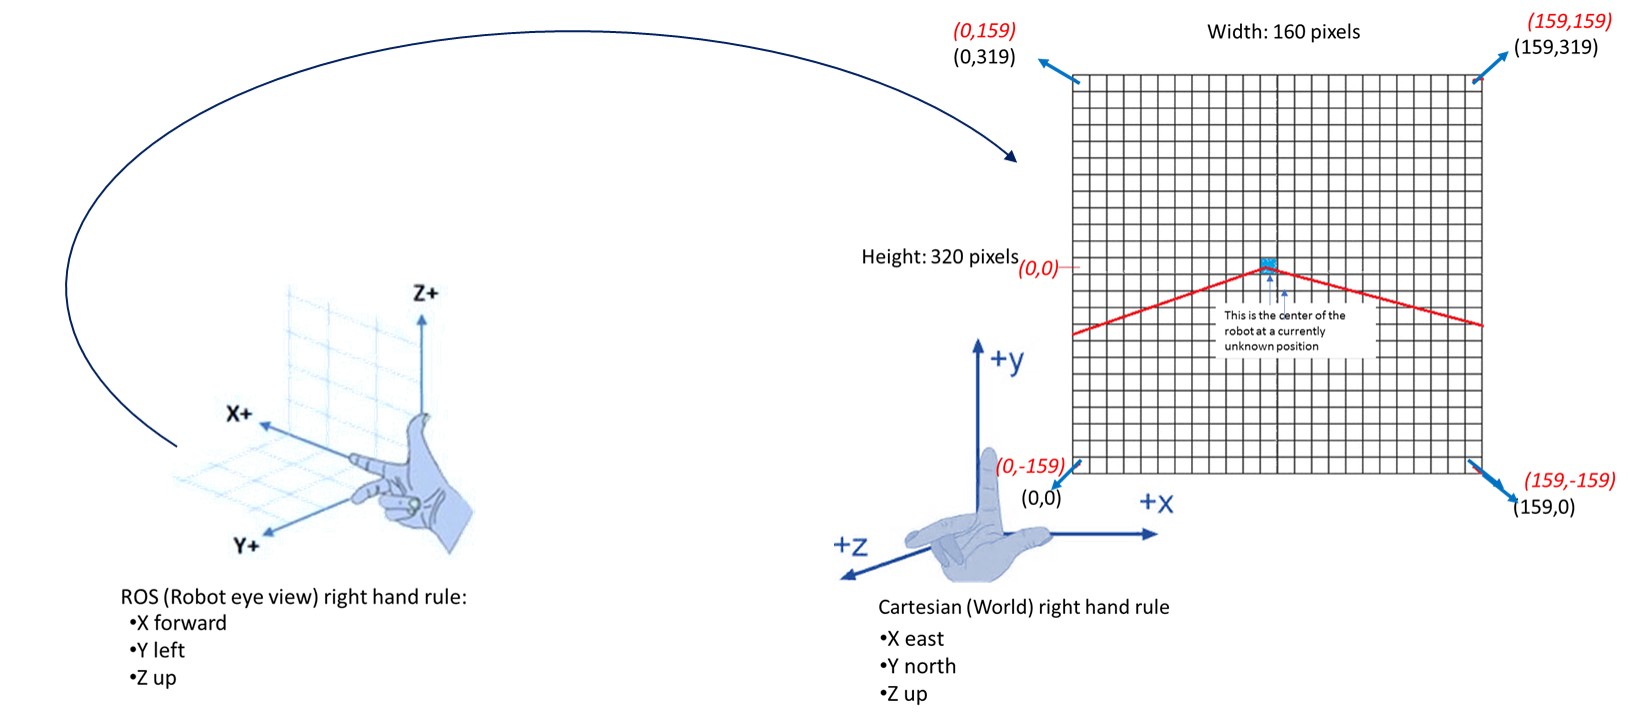 (0,159)
(0,319)
Width: 160 pixels
(159,159)
(159,319)
Height: 320 pixels
(0,0)
This is the center of the
robot at a currently
unknown position
Z+
X+
Y+
+y
(0,-159)
(0,0)
+x
+z
(159,-159)
(159,0)
ROS (Robot eye view) right hand rule:
•X forward
•Y left
•Z up
Cartesian (World) right hand rule
•X east
•Y north
•Z up